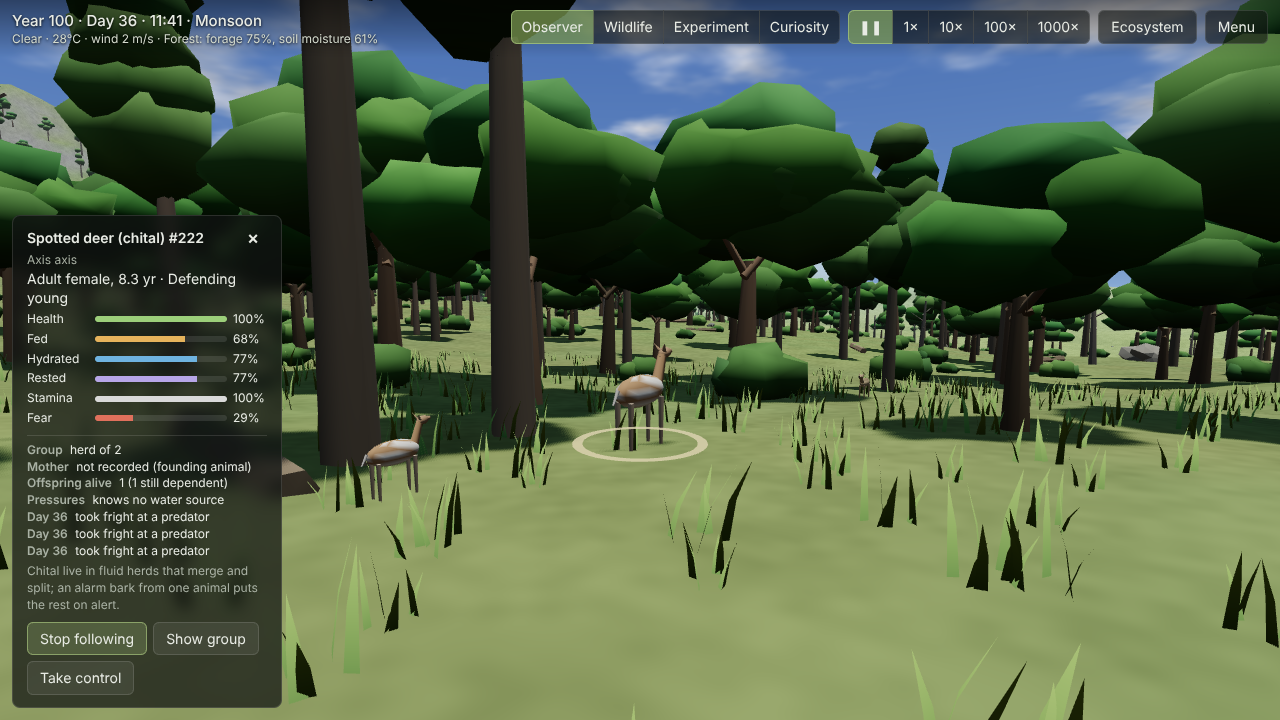 Year 100 · Day 36 · 11:41 · Monsoon
Clear · 28°C · wind 2 m/s · Forest: forage 75%, soil moisture 61%
Observer
Wildlife
Experiment
Curiosity
❚❚
1×
10×
100×
1000×
Ecosystem
Menu
Spotted deer (chital) #222 ×
Axis axis
Adult female, 8.3 yr · Defending
young
Health 100%
Fed 68%
Hydrated 77%
Rested 77%
Stamina 100%
Fear 29%
Group herd of 2
Mother not recorded (founding animal)
Offspring alive 1 (1 still dependent)
Pressures knows no water source
Day 36 took fright at a predator
Day 36 took fright at a predator
Day 36 took fright at a predator
Chital live in fluid herds that merge and
split; an alarm bark from one animal puts
the rest on alert.
Stop following
Show group
Take control